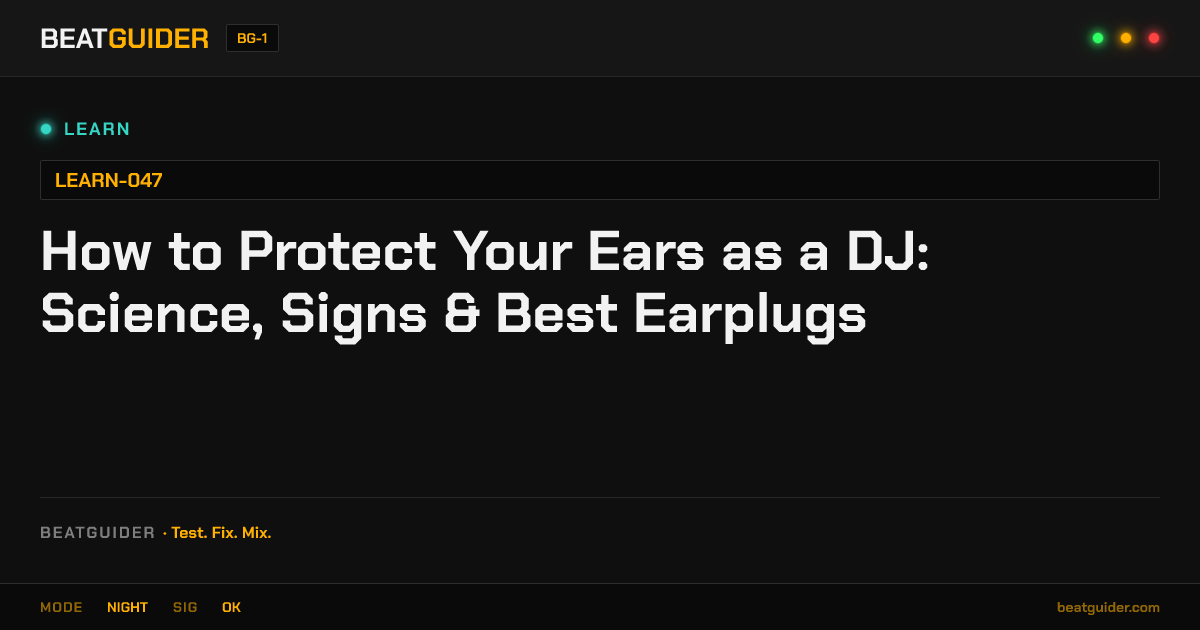 BEATGUIDER BG-1
LEARN
LEARN-047
How to Protect Your Ears as a DJ:
Science, Signs & Best Earplugs
BEATGUIDER · Test. Fix. Mix.
MODE NIGHT SIG OK beatguider.com